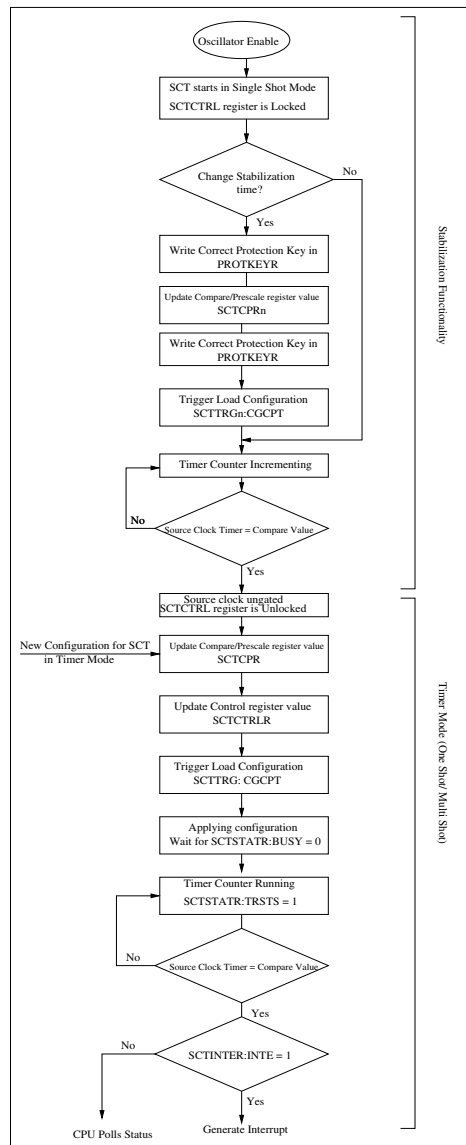 Oscillator Enable
SCT starts in Single Shot Mode
SCTCTRL register is Locked
Change Stabilization
time?
No
Yes
Write Correct Protection Key in
PROTKEYR
Update Compare/Prescale register value
SCTCPRn
Write Correct Protection Key in
PROTKEYR
Trigger Load Configuration
SCTTRGn:CGCPT
Timer Counter Incrementing
No
Source Clock Timer = Compare Value
Yes
Stabilization Functionality
Source clock ungated
SCTCTRL register is Unlocked
New Configuration for SCT
in Timer Mode
Update Compare/Prescale register value
SCTCPR
Update Control register value
SCTCTRLR
Trigger Load Configuration
SCTTRG: CGCPT
Applying configuration
Wait for SCTSTATR:BUSY = 0
Timer Counter Running
SCTSTATR:TRSTS = 1
No
Source Clock Timer = Compare Value
Yes
No
SCTINTER:INTE = 1
Yes
CPU Polls Status
Generate Interrupt
Timer Mode (One Shot/ Multi Shot)